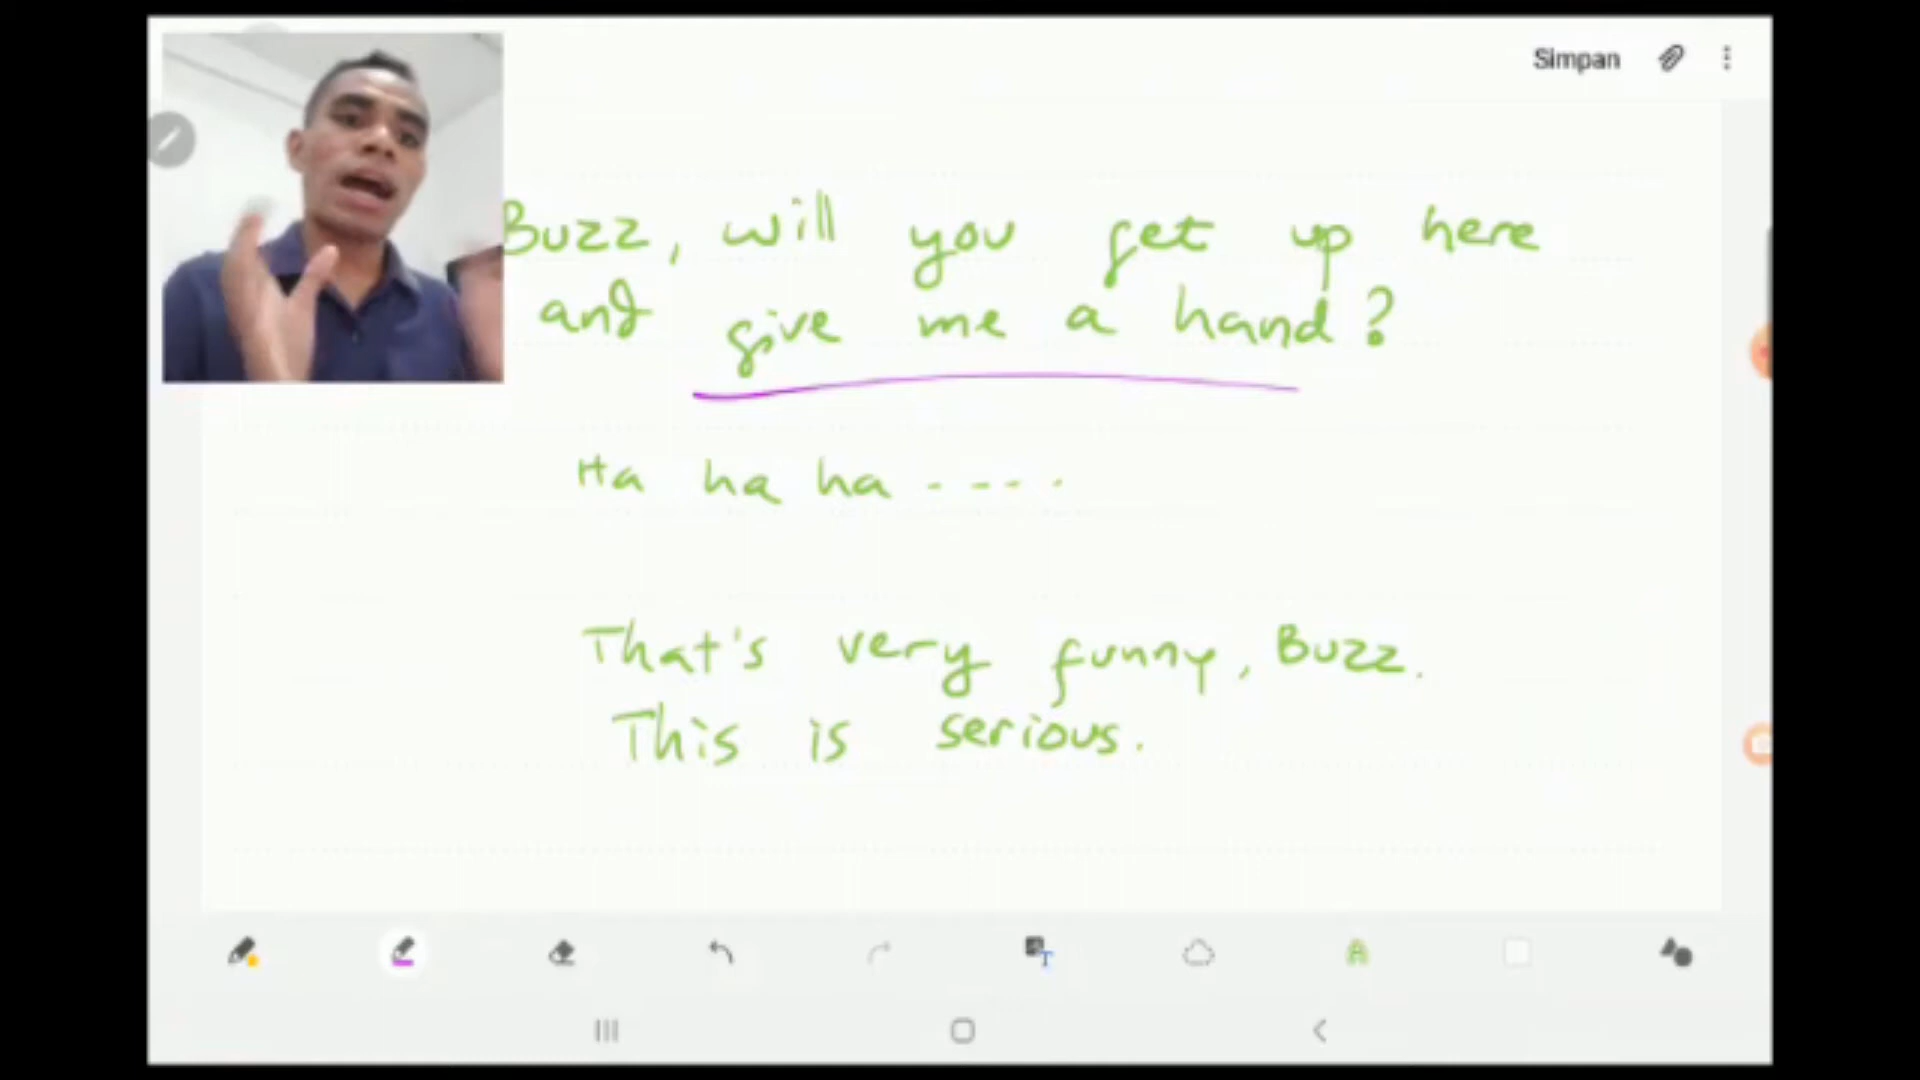 Simpan
Buzz, will you get up here
and give me a hand?
Ha ha ha - - - .
That's very funny, Buzz.
This is serious.